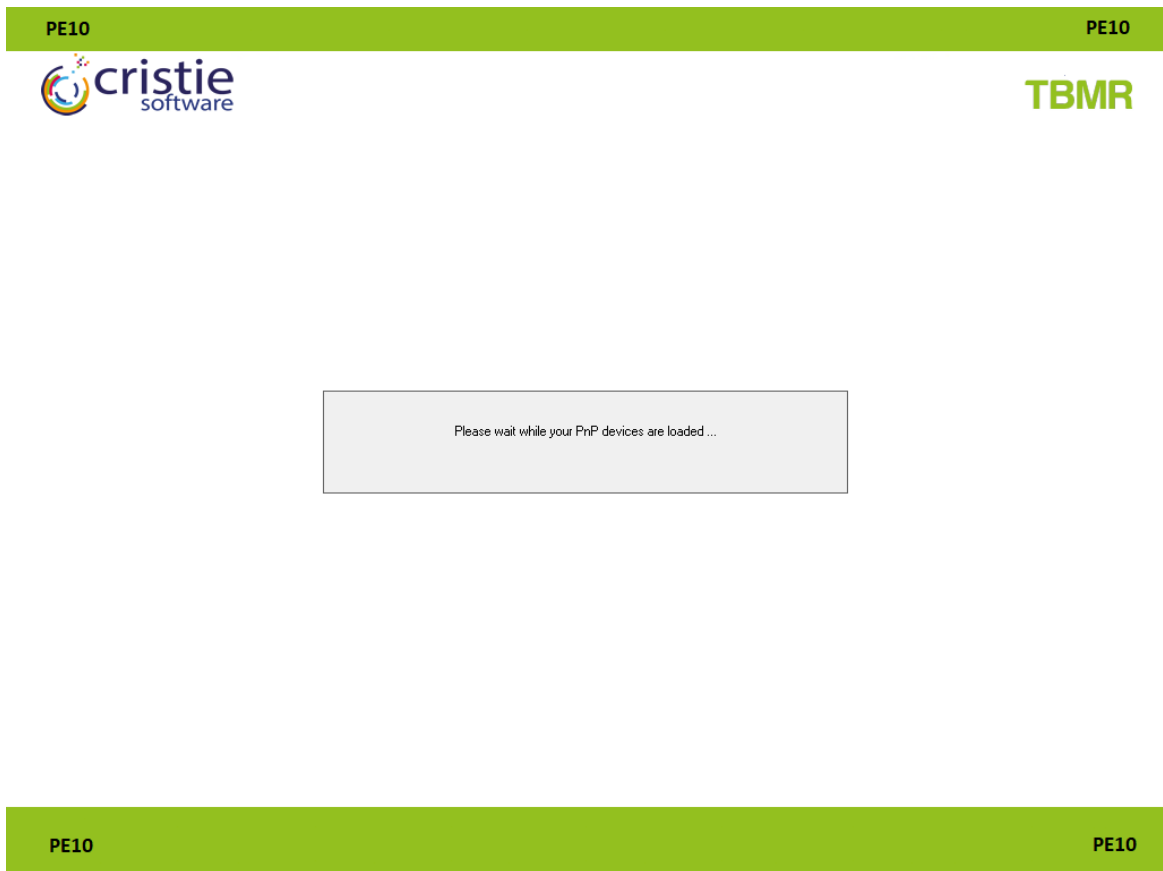 PE10 PE10
cristie
software
TBMR
Please wait while your PnP devices are loaded ...
PE10 PE10